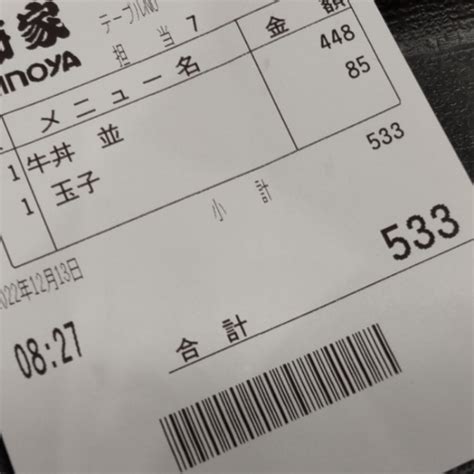 テーブルNO
担当 7
メニュー名 金額
1 牛丼 並 448
1 玉子 85
小計 533
合計 533
2022年12月13日
08:27